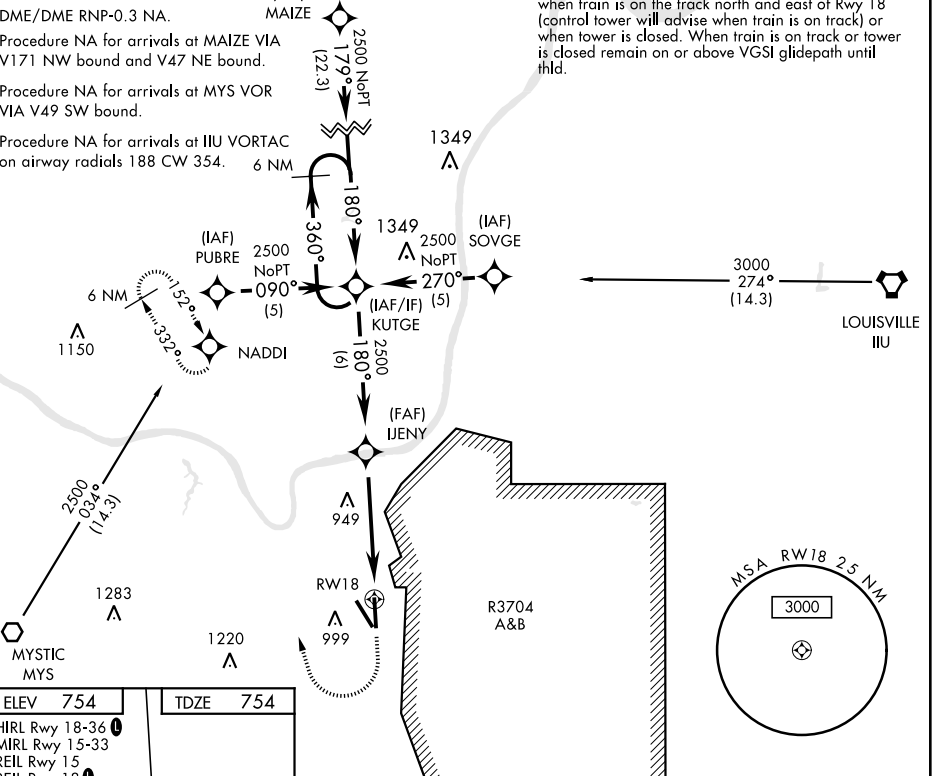 DME/DME RNP-0.3 NA.
Procedure NA for arrivals at MAIZE VIA
V171 NW bound and V47 NE bound.
Procedure NA for arrivals at MYS VOR
VIA V49 SW bound.
Procedure NA for arrivals at IIU VORTAC
on airway radials 188 CW 354.
MAIZE
when train is on the track north and east of Rwy 18
(control tower will advise when train is on track) or
when tower is closed. When train is on track or tower
is closed remain on or above VGSI glidepath until
thld.
2500 NoPT
179°
(22.3)
6 NM
1349
180°
360°
(IAF)
PUBRE
2500
NoPT
090°
(5)
1349
2500
NoPT
270°
(5)
(IAF)
SOVGE
3000
274°
(14.3)
LOUISVILLE
IIU
(IAF/IF)
KUTGE
6 NM
152°
332°
NADDI
1150
2500
180°
(6)
(FAF)
IJENY
2500
034°
(14.3)
949
RW18
999
R3704
A&B
MSA RW18 25 NM
3000
1283
1220
MYSTIC
MYS
ELEV 754
TDZE 754
HIRL Rwy 18-36 L
MIRL Rwy 15-33
REIL Rwy 15